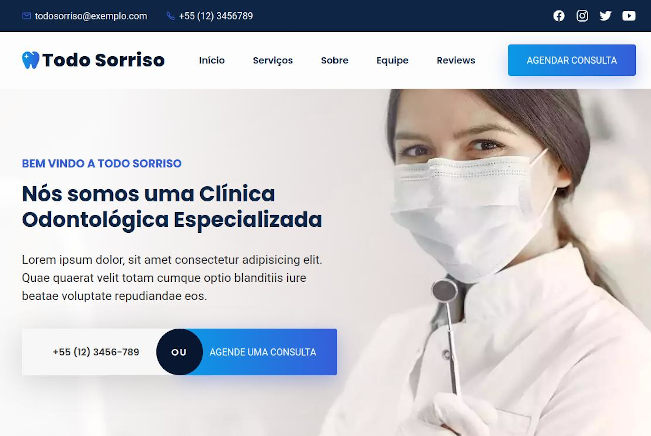 todosorriso@exemplo.com
+55 (12) 3456789
Todo Sorriso
Início
Serviços
Sobre
Equipe
Reviews
AGENDAR CONSULTA
BEM VINDO A TODO SORRISO
Nós somos uma Clínica
Odontológica Especializada
Lorem ipsum dolor, sit amet consectetur adipisicing elit.
Quae quaerat velit totam cumque optio blanditiis iure
beatae voluptate repudiandae eos.
+55 (12) 3456-789
OU
AGENDE UMA CONSULTA